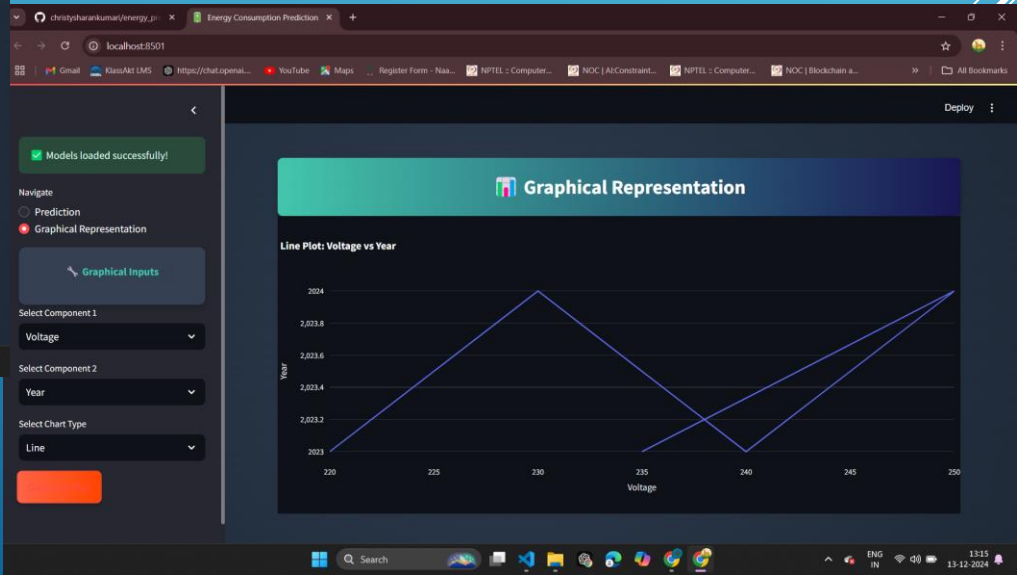 christysharankumari/energy_pr
Energy Consumption Prediction
localhost:8501
Gmail
KlassAkt LMS
https://chat.openai....
YouTube
Maps
Register Form - Naa...
NPTEL :: Computer...
NOC | AI:Constraint...
NPTEL :: Computer...
NOC | Blockchain a...
All Bookmarks
Deploy
Models loaded successfully!
Navigate
Prediction
Graphical Representation
Graphical Inputs
Select Component 1
Voltage
Select Component 2
Year
Select Chart Type
Line
Graphical Representation
Line Plot: Voltage vs Year
2024
2,023.8
2,023.6
2,023.4
2,023.2
2023
Year
220
225
230
235
240
245
250
Voltage
Search
ENG
IN
13:15
13-12-2024